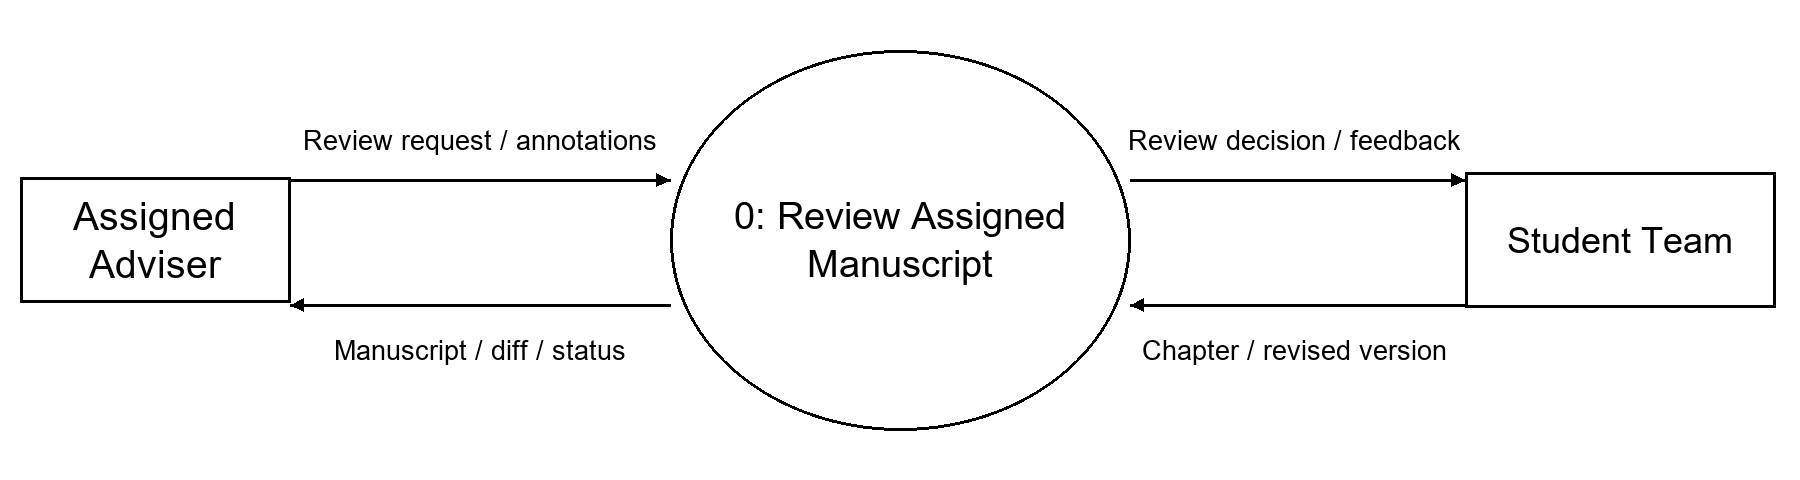 Review request / annotations
Review decision / feedback
Assigned
Adviser
0: Review Assigned
Manuscript
Student Team
Manuscript / diff / status
Chapter / revised version